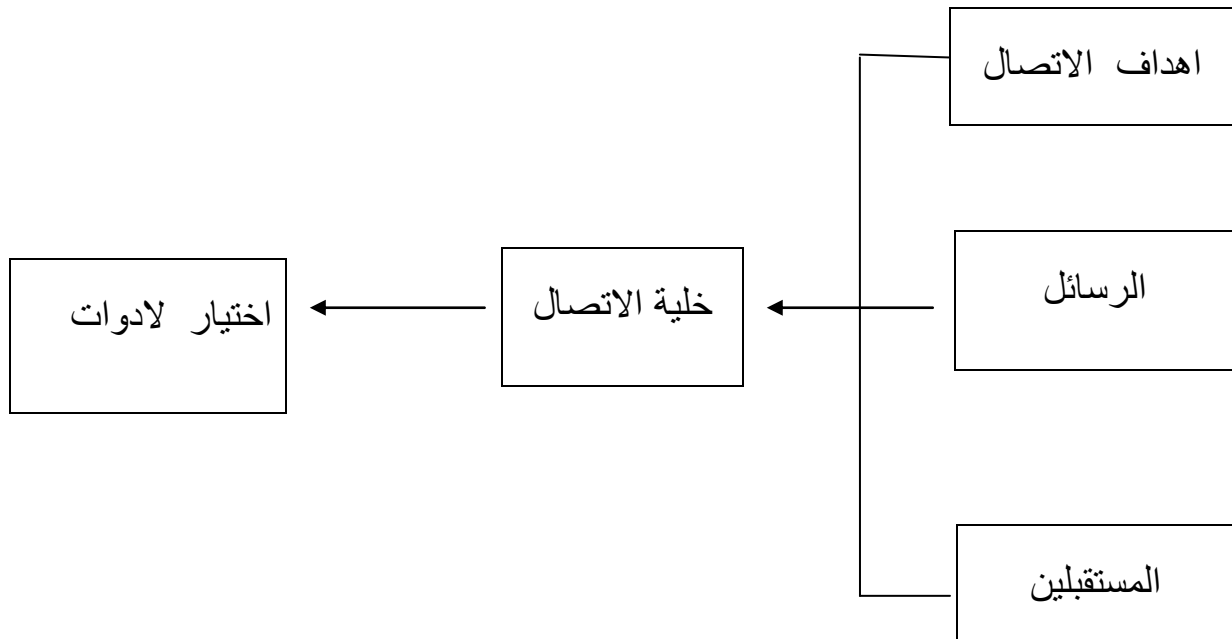 اهداف الاتصال
الرسائل
خلية الاتصال
اختيار لادوات
المستقبلين